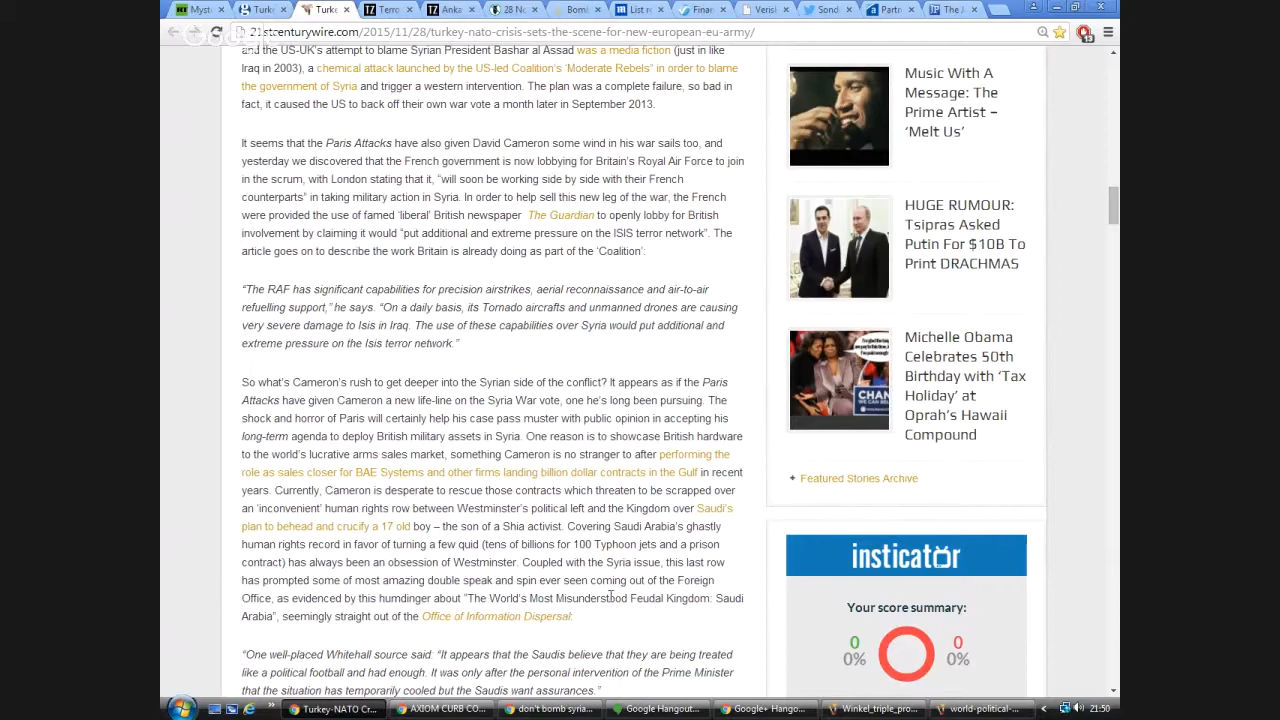 Myste
Turke
Turke
Terro
Anka
28 No
Bomb
List r
Financ
Verisi
Sonde
Partn
The J
21stcenturywire.com/2015/11/28/turkey-nato-crisis-sets-the-scene-for-new-european-eu-army/
13
and the US-UK's attempt to blame Syrian President Bashar al Assad was a media fiction (just in like
Iraq in 2003), a chemical attack launched by the US-led Coalition's 'Moderate Rebels" in order to blame
the government of Syria and trigger a western intervention. The plan was a complete failure, so bad in
fact, it caused the US to back off their own war vote a month later in September 2013.
It seems that the Paris Attacks have also given David Cameron some wind in his war sails too, and
yesterday we discovered that the French government is now lobbying for Britain's Royal Air Force to join
in the scrum, with London stating that it, "will soon be working side by side with their French
counterparts" in taking military action in Syria. In order to help sell this new leg of the war, the French
were provided the use of famed 'liberal' British newspaper The Guardian to openly lobby for British
involvement by claiming it would "put additional and extreme pressure on the ISIS terror network". The
article goes on to describe the work Britain is already doing as part of the 'Coalition':
"The RAF has significant capabilities for precision airstrikes, aerial reconnaissance and air-to-air
refuelling support," he says. "On a daily basis, its Tornado aircrafts and unmanned drones are causing
very severe damage to Isis in Iraq. The use of these capabilities over Syria would put additional and
extreme pressure on the Isis terror network."
So what's Cameron's rush to get deeper into the Syrian side of the conflict? It appears as if the Paris
Attacks have given Cameron a new life-line on the Syria War vote, one he's long been pursuing. The
shock and horror of Paris will certainly help his case pass muster with public opinion in accepting his
long-term agenda to deploy British military assets in Syria. One reason is to showcase British hardware
to the world's lucrative arms sales market, something Cameron is no stranger to after performing the
role as sales closer for BAE Systems and other firms landing billion dollar contracts in the Gulf in recent
years. Currently, Cameron is desperate to rescue those contracts which threaten to be scrapped over
an 'inconvenient' human rights row between Westminster's political left and the Kingdom over Saudi's
plan to behead and crucify a 17 old boy – the son of a Shia activist. Covering Saudi Arabia's ghastly
human rights record in favor of turning a few quid (tens of billions for 100 Typhoon jets and a prison
contract) has always been an obsession of Westminster. Coupled with the Syria issue, this last row
has prompted some of most amazing double speak and spin ever seen coming out of the Foreign
Office, as evidenced by this humdinger about "The World's Most Misunderstood Feudal Kingdom: Saudi
Arabia", seemingly straight out of the Office of Information Dispersal:
"One well-placed Whitehall source said: "It appears that the Saudis believe that they are being treated
like a political football and had enough. It was only after the personal intervention of the Prime Minister
that the situation has temporarily cooled but the Saudis want assurances."
Music With A
Message: The
Prime Artist –
'Melt Us'
HUGE RUMOUR:
Tsipras Asked
Putin For $10B To
Print DRACHMAS
Michelle Obama
Celebrates 50th
Birthday with 'Tax
Holiday' at
Oprah's Hawaii
Compound
Featured Stories Archive
insticator
Your score summary:
0
0%
0
0%
Turkey-NATO Cr...
AXIOM CURB CO...
don't bomb syria...
Google Hangout...
Google+ Hango...
Winkel_triple_pro...
world-political-...
21:50